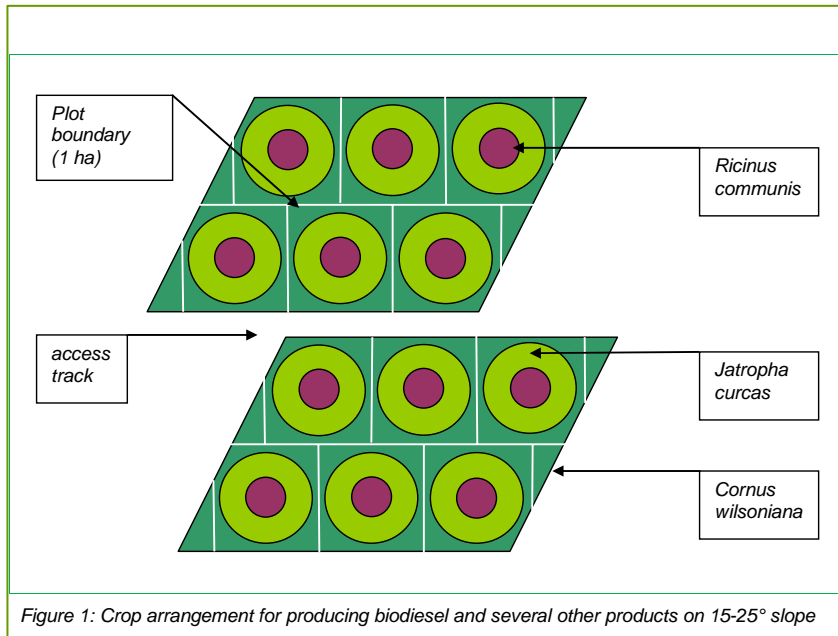 Plot
boundary
(1 ha)
Ricinus
communis
access
track
Jatropha
curcas
Cornus
wilsoniana
Figure 1: Crop arrangement for producing biodiesel and several other products on 15-25° slope